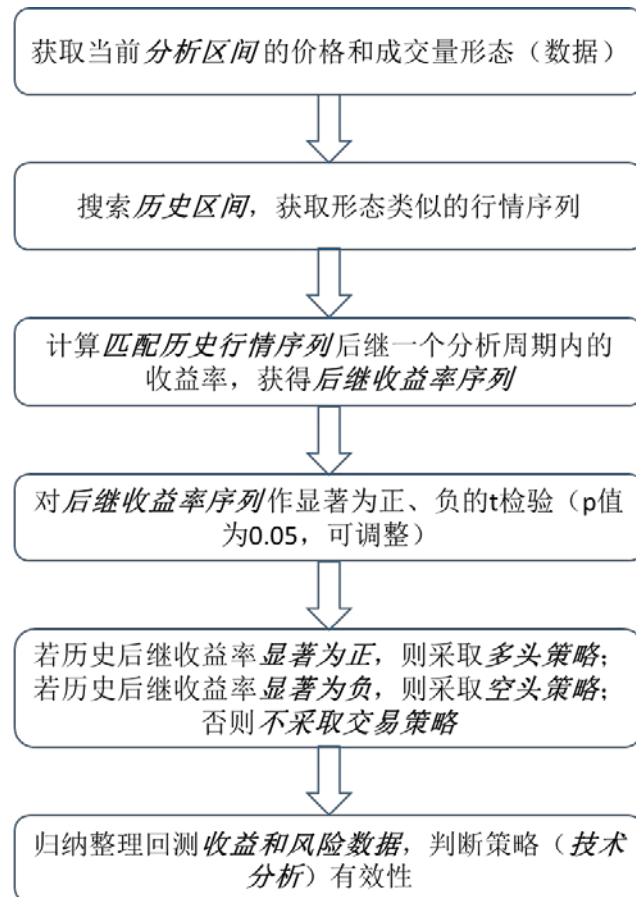 获取当前分析区间的价格和成交量形态（数据）
搜索历史区间，获取形态类似的行情序列
计算匹配历史行情序列后继一个分析周期内的
收益率，获得后继收益率序列
对后继收益率序列作显著为正、负的t检验（p值
为0.05，可调整）
若历史后继收益率显著为正，则采取多头策略；
若历史后继收益率显著为负，则采取空头策略；
否则不采取交易策略
归纳整理回测收益和风险数据，判断策略（技术
分析）有效性